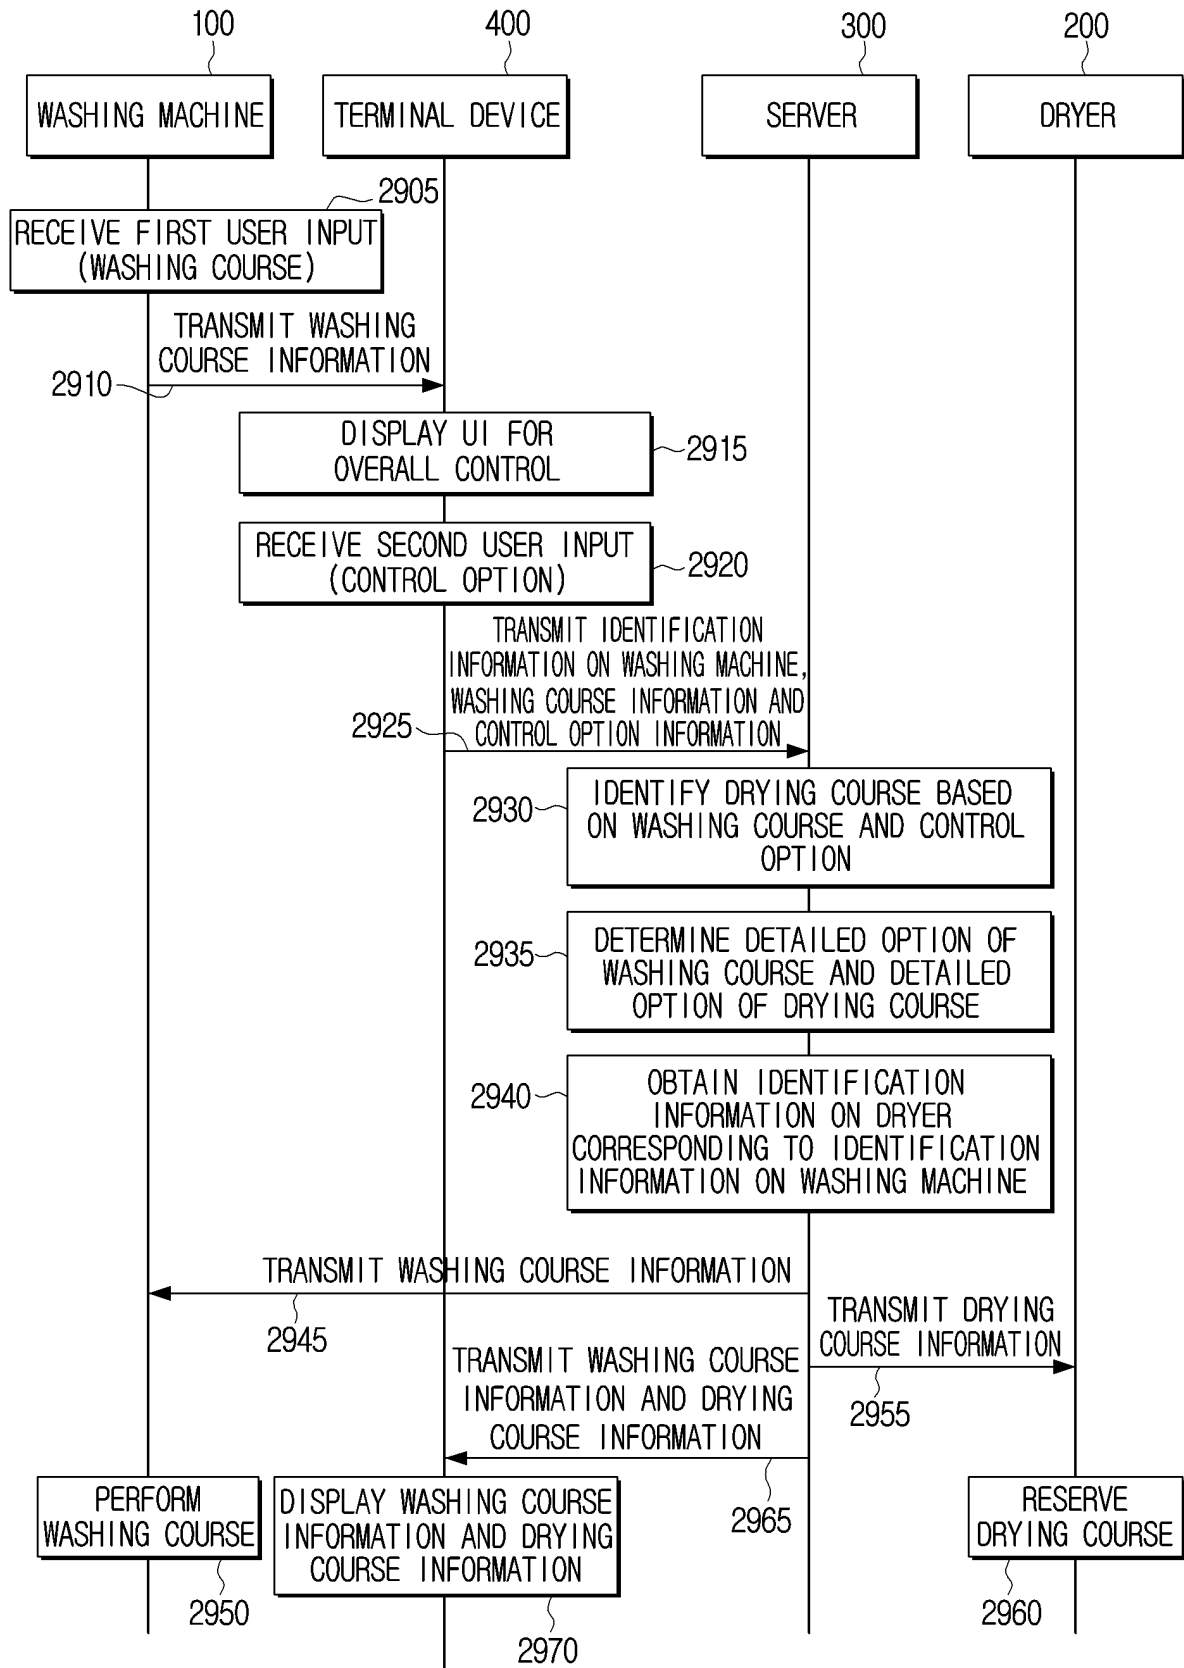 100
400
300
200
WASHING MACHINE
TERMINAL DEVICE
SERVER
DRYER
2905
RECEIVE FIRST USER INPUT
(WASHING COURSE)
TRANSMIT WASHING
COURSE INFORMATION
2910
DISPLAY UI FOR
OVERALL CONTROL
2915
RECEIVE SECOND USER INPUT
(CONTROL OPTION)
2920
TRANSMIT IDENTIFICATION
INFORMATION ON WASHING MACHINE,
WASHING COURSE INFORMATION AND
CONTROL OPTION INFORMATION
2925
2930
IDENTIFY DRYING COURSE BASED
ON WASHING COURSE AND CONTROL
OPTION
2935
DETERMINE DETAILED OPTION OF
WASHING COURSE AND DETAILED
OPTION OF DRYING COURSE
2940
OBTAIN IDENTIFICATION
INFORMATION ON DRYER
CORRESPONDING TO IDENTIFICATION
INFORMATION ON WASHING MACHINE
TRANSMIT WASHING COURSE INFORMATION
2945
TRANSMIT DRYING
COURSE INFORMATION
2955
TRANSMIT WASHING COURSE
INFORMATION AND DRYING
COURSE INFORMATION
2965
PERFORM
WASHING COURSE
2950
DISPLAY WASHING COURSE
INFORMATION AND DRYING
COURSE INFORMATION
2970
RESERVE
DRYING COURSE
2960